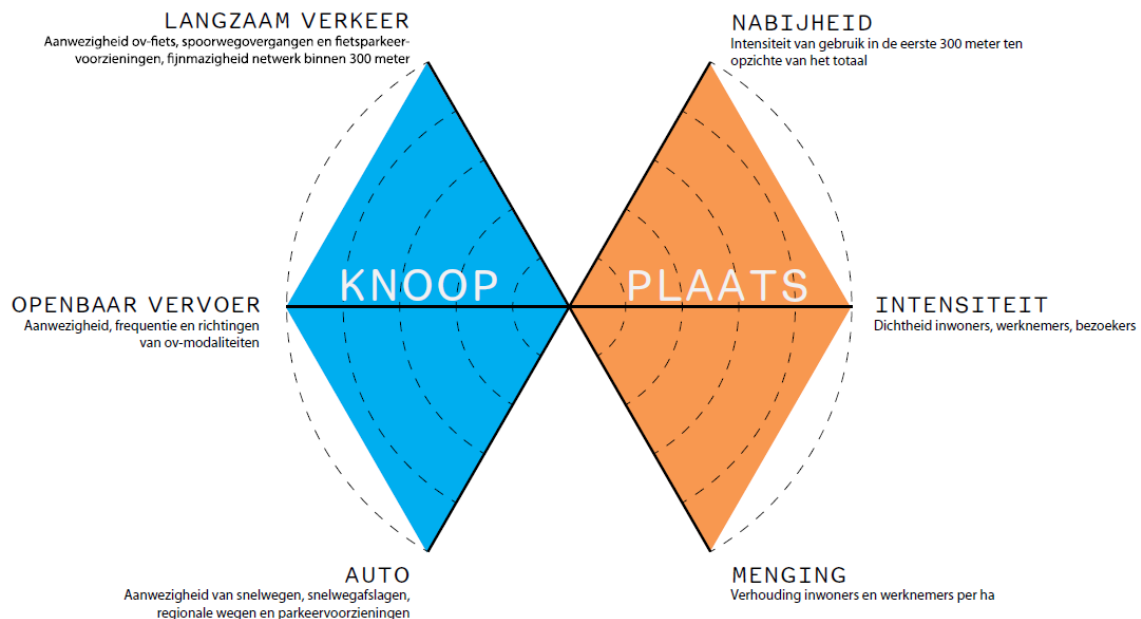 LANGZAAM VERKEER
Aanwezigheid ov-fiets, spoorwegovergangen en fietsparkeer-
voorzieningen, fijnmazigheid netwerk binnen 300 meter
NABIJHEID
Intensiteit van gebruik in de eerste 300 meter ten
opzichte van het totaal
KNOOP
PLAATS
OPENBAAR VERVOER
Aanwezigheid, frequentie en richtingen
van ov-modaliteiten
INTENSITEIT
Dichtheid inwoners, werknemers, bezoekers
AUTO
Aanwezigheid van snelwegen, snelwegafslagen,
regionale wegen en parkeervoorzieningen
MENGING
Verhouding inwoners en werknemers per ha